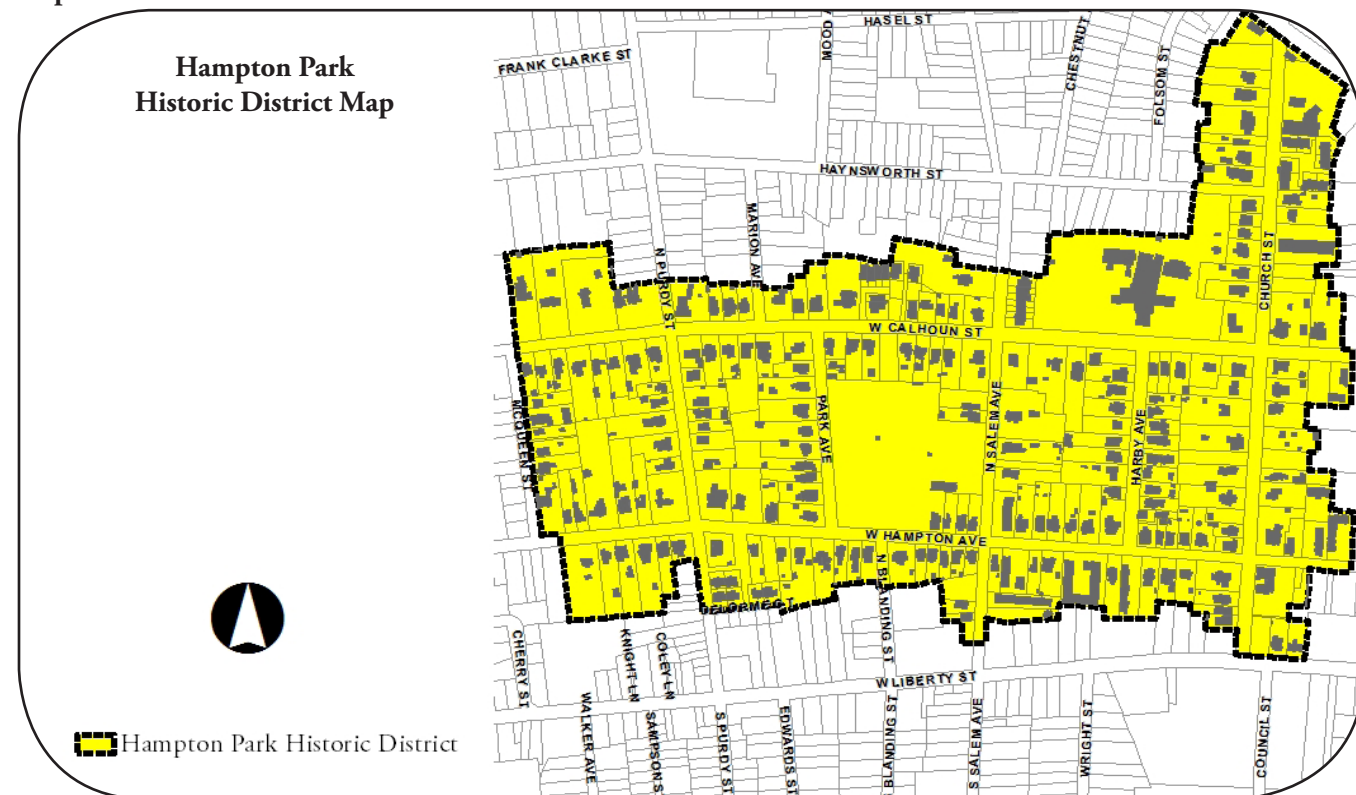 Hampton Park
Historic District Map
HASEL ST
FRANK CLARKE ST
CHESTNUT
FOLSOM ST
HAYNSWORTH ST
MARION AVE
N PURDY ST
CHURCH ST
W CALHOUN ST
MCQUEEN ST
PARK AVE
N SALEM AVE
HARBY AVE
W HAMPTON AVE
N BLANDING ST
DELORME CT
CHERRY ST
KNIGHT LN
COLEY LN
W LIBERTY ST
WALKER AVE
SAMPSON S
S PURDY ST
EDWARDS ST
BLANDING ST
S SALEM AVE
WRIGHT ST
COUNCIL ST
Hampton Park Historic District